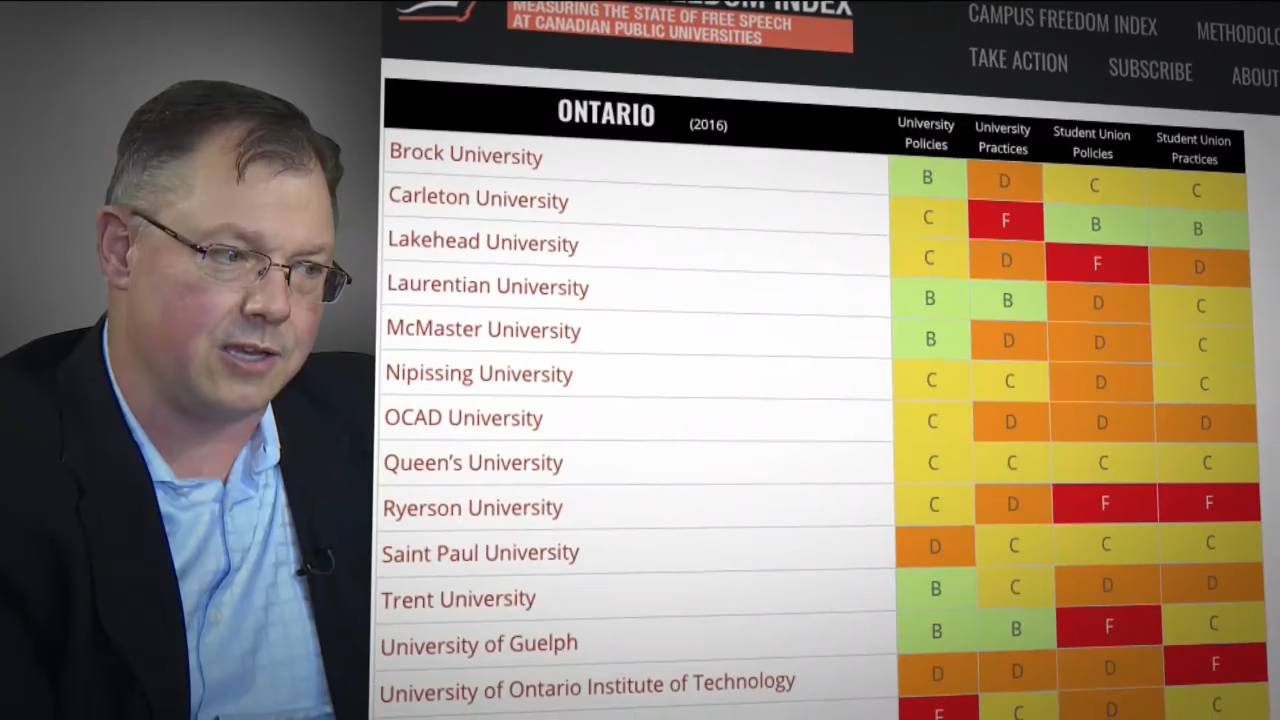 INDEX
MEASURING THE STATE OF FREE SPEECH
AT CANADIAN PUBLIC UNIVERSITIES
CAMPUS FREEDOM INDEX METHODOLO
TAKE ACTION SUBSCRIBE ABOUT
ONTARIO (2016) University Policies University Practices Student Union Policies Student Union Practices
Brock University B D C C
Carleton University C F B B
Lakehead University C D F D
Laurentian University B B D C
McMaster University B D D C
Nipissing University C C D C
OCAD University C D D D
Queen's University C C C C
Ryerson University C D F F
Saint Paul University D C C C
Trent University B C D D
University of Guelph B B F C
University of Ontario Institute of Technology D D D F
F C D C